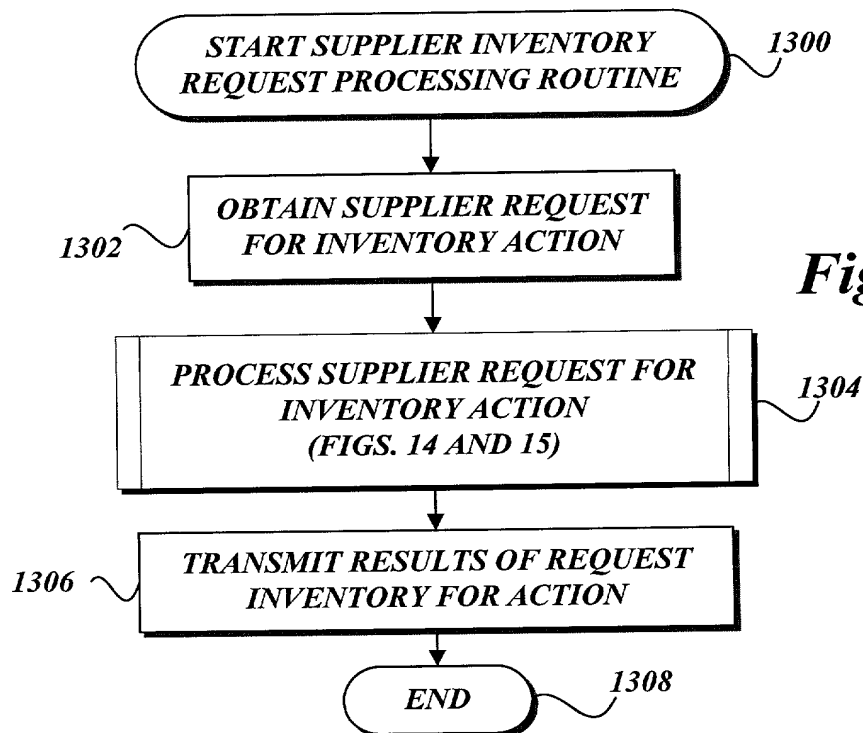 START SUPPLIER INVENTORY
REQUEST PROCESSING ROUTINE
1300
OBTAIN SUPPLIER REQUEST
FOR INVENTORY ACTION
1302
Fig
PROCESS SUPPLIER REQUEST FOR
INVENTORY ACTION
(FIGS. 14 AND 15)
1304
TRANSMIT RESULTS OF REQUEST
INVENTORY FOR ACTION
1306
END
1308